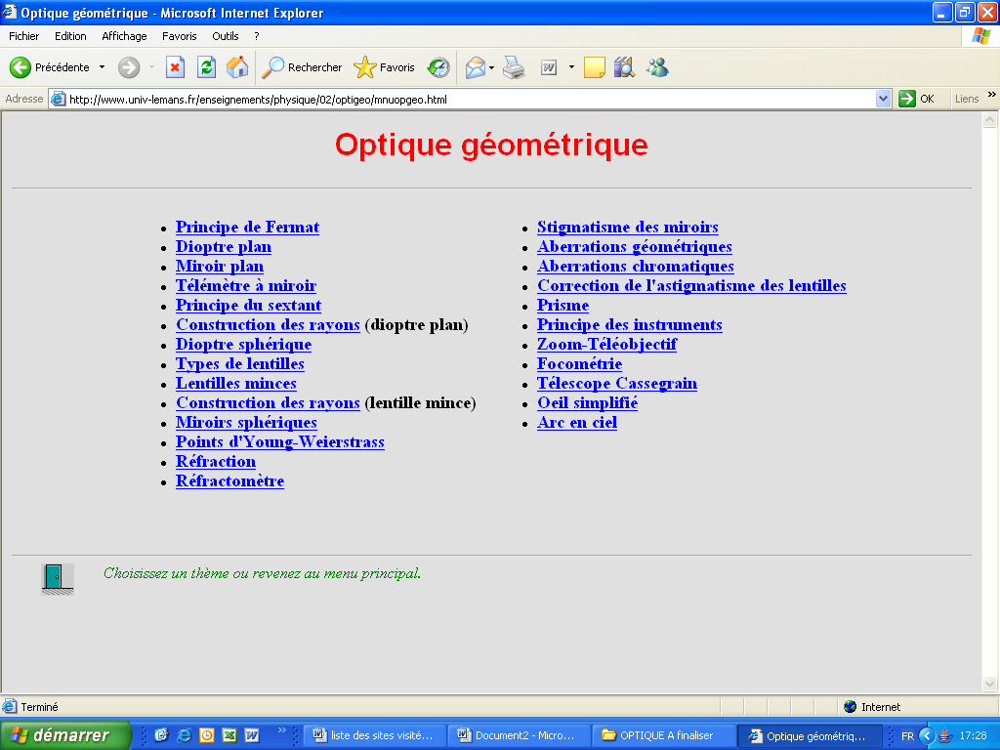 Optique géométrique - Microsoft Internet Explorer
Fichier Edition Affichage Favoris Outils ?
Précédente Rechercher Favoris
Adresse http://www.univ-lemans.fr/enseignements/physique/02/optigeo/mnuopgeo.html OK Liens »
Optique géométrique
Principe de Fermat
Dioptre plan
Miroir plan
Télémètre à miroir
Principe du sextant
Construction des rayons (dioptre plan)
Dioptre sphérique
Types de lentilles
Lentilles minces
Construction des rayons (lentille mince)
Miroirs sphériques
Points d'Young-Weierstrass
Réfraction
Réfractomètre
Stigmatisme des miroirs
Aberrations géométriques
Aberrations chromatiques
Correction de l'astigmatisme des lentilles
Prisme
Principe des instruments
Zoom-Téléobjectif
Focométrie
Télescope Cassegrain
Oeil simplifié
Arc en ciel
Choisissez un thème ou revenez au menu principal.
Terminé Internet
démarrer » liste des sites visité... Document2 - Micro... OPTIQUE A finaliser Optique géométriq... FR 17:28